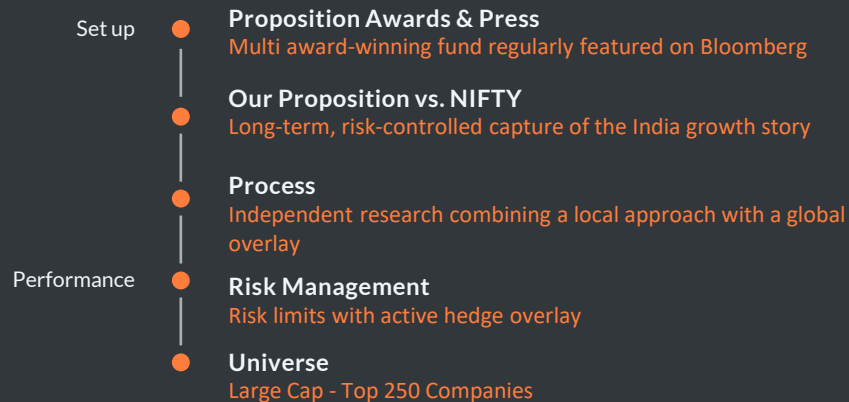 Set up
Proposition Awards & Press
Multi award-winning fund regularly featured on Bloomberg
Our Proposition vs. NIFTY
Long-term, risk-controlled capture of the India growth story
Process
Independent research combining a local approach with a global
overlay
Performance
Risk Management
Risk limits with active hedge overlay
Universe
Large Cap - Top 250 Companies